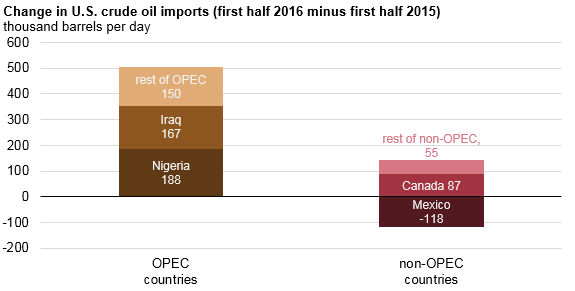 Change in U.S. crude oil imports (first half 2016 minus first half 2015)
thousand barrels per day
600
500
400
300
200
100
0
-100
-200
rest of OPEC
150
Iraq
167
Nigeria
188
rest of non-OPEC,
55
Canada 87
Mexico
-118
OPEC
countries
non-OPEC
countries